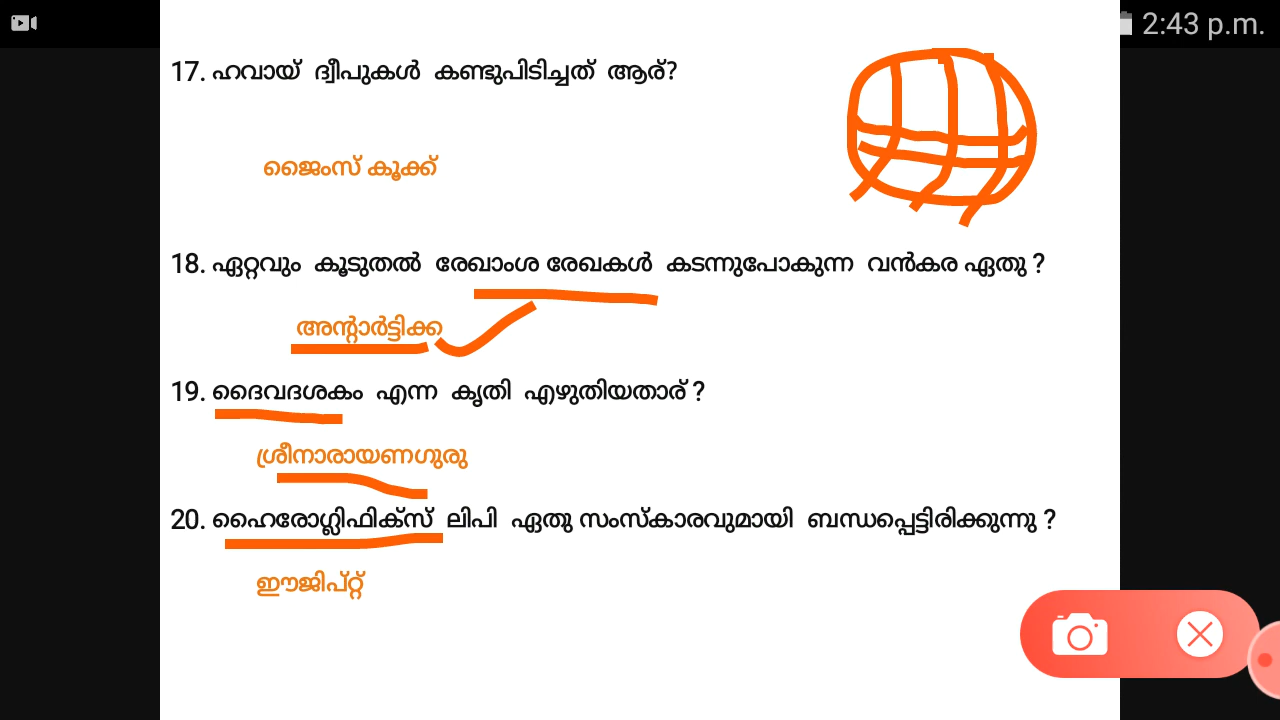 2:43 p.m.
17. ഹവായ് ദ്വീപുകൾ കണ്ടുപിടിച്ചത് ആര്?
ജൈംസ് കൂക്ക്
18. ഏറ്റവും കൂടുതൽ രേഖാംശ രേഖകൾ കടന്നുപോകുന്ന വൻകര ഏതു ?
അന്റാർട്ടിക്ക
19. ദൈവദശകം എന്ന കൃതി എഴുതിയതാര് ?
ശ്രീനാരായണഗുരു
20. ഹൈരോഗ്ലിഫിക്സ് ലിപി ഏതു സംസ്കാരവുമായി ബന്ധപ്പെട്ടിരിക്കുന്നു ?
ഈജിപ്റ്റ്